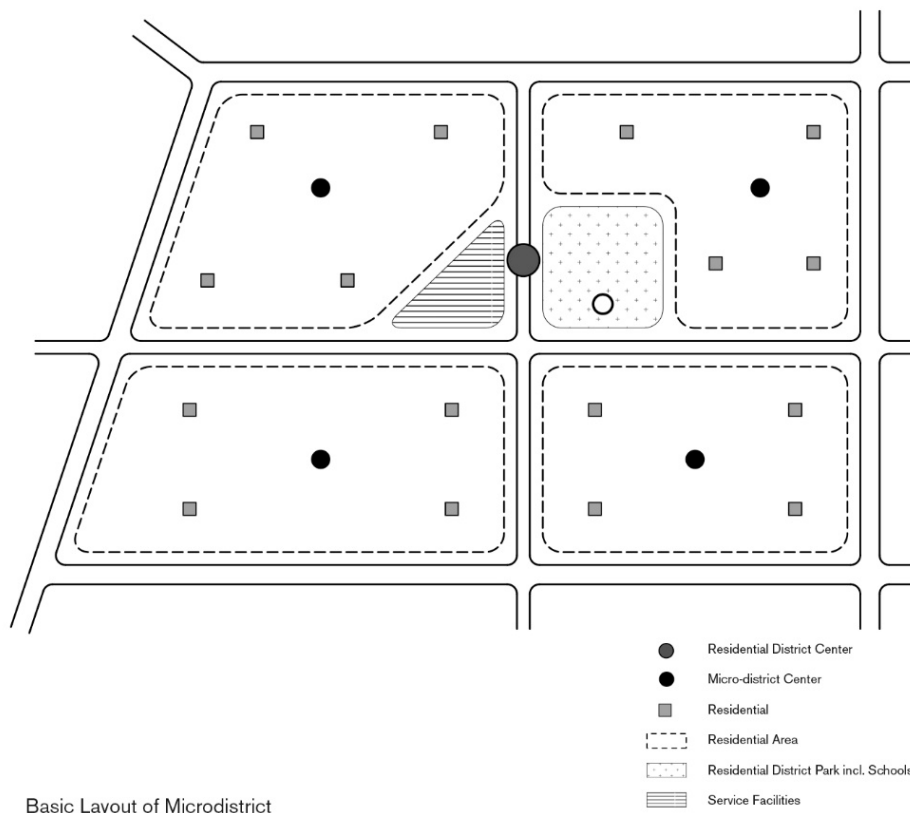 Residential District Center
Micro-district Center
Residential
Residential Area
Residential District Park incl. Schools
Service Facilities
Basic Layout of Microdistrict